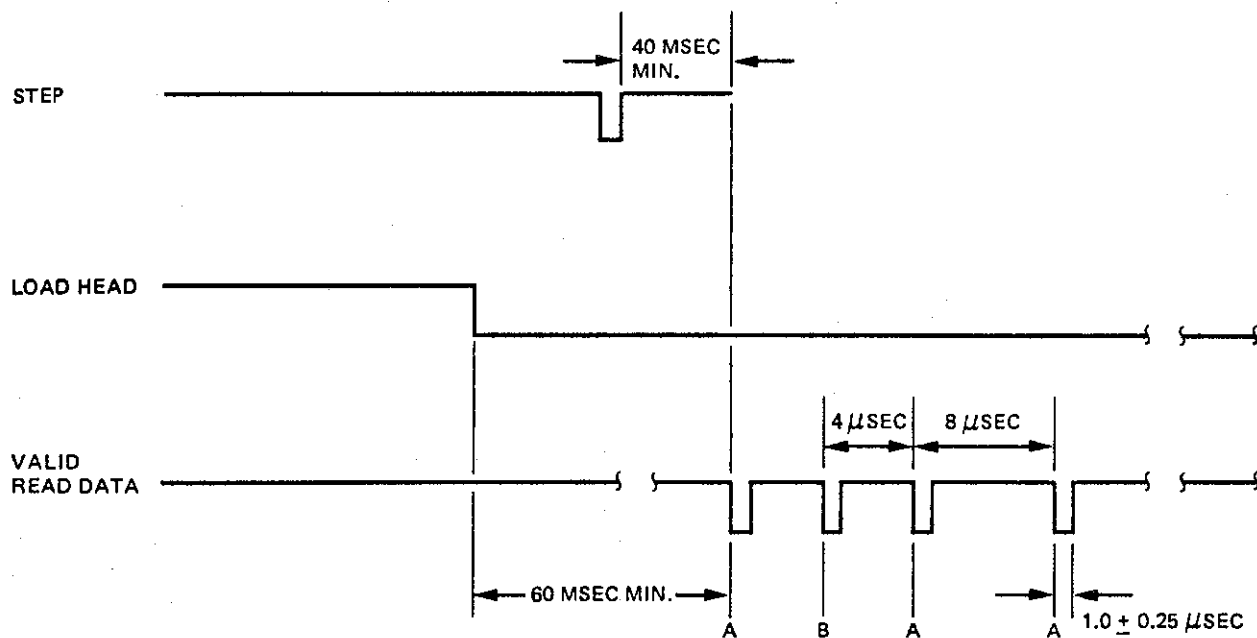 40 MSEC
MIN.
STEP
LOAD HEAD
4 µSEC
8 µSEC
VALID
READ DATA
60 MSEC MIN.
1.0 ± 0.25 µSEC
A
B
A
A